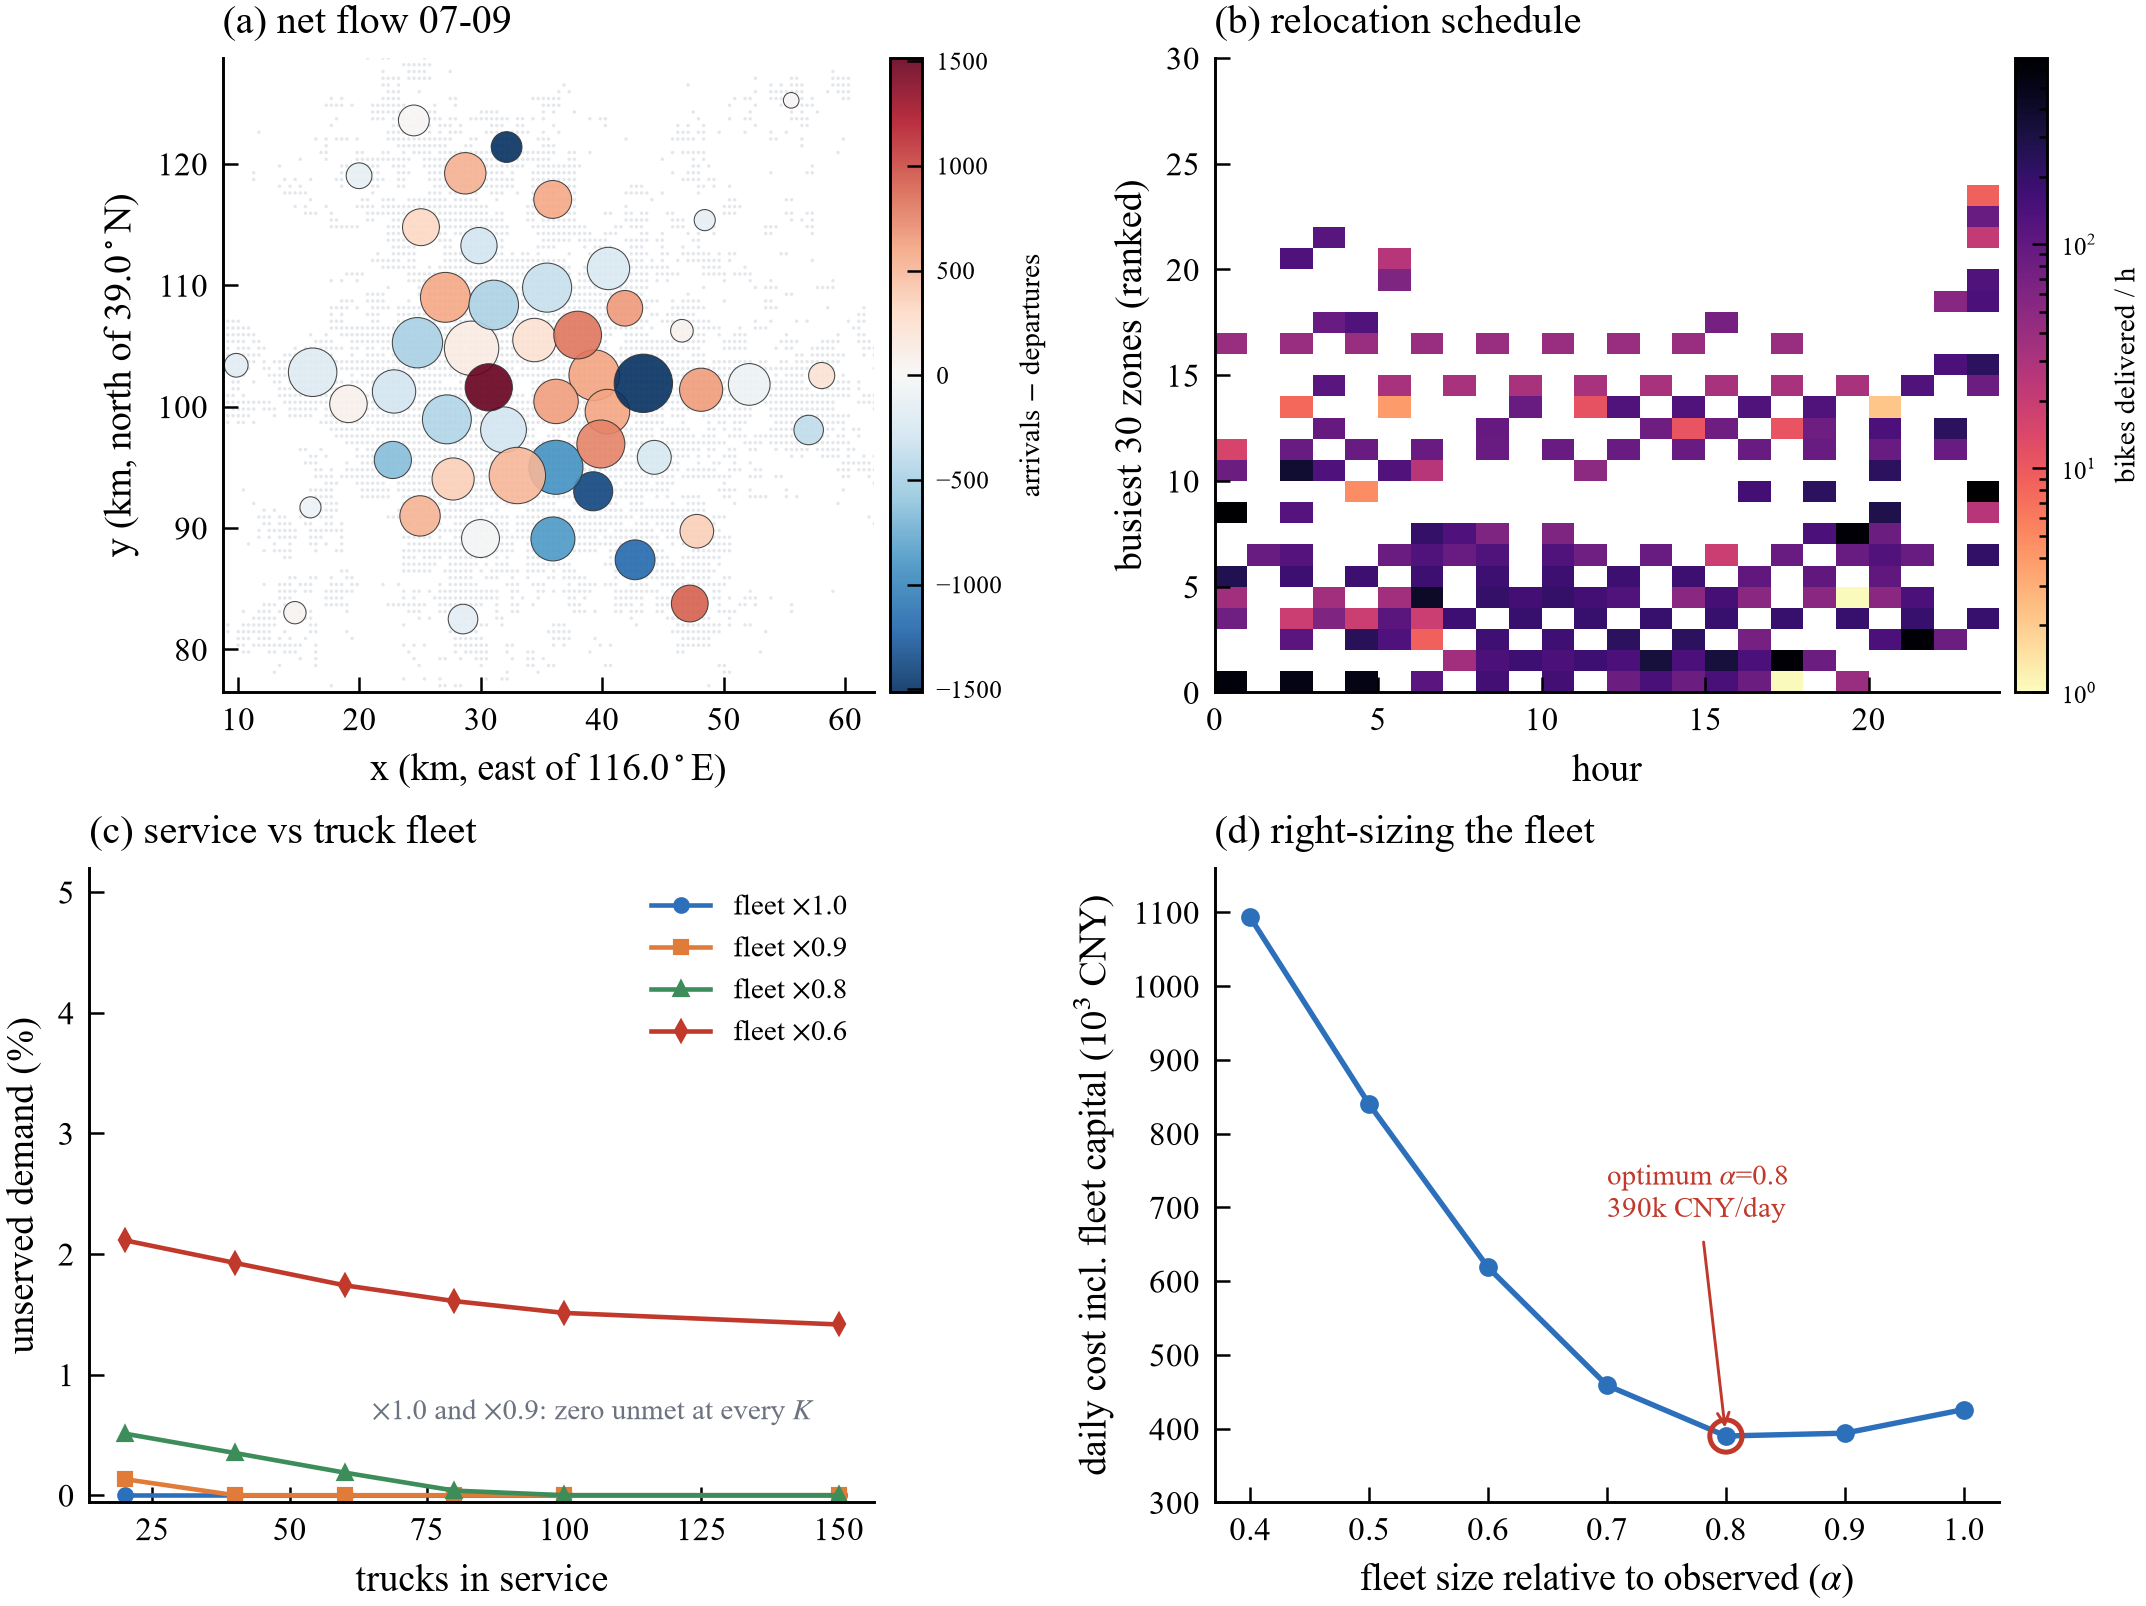 (a) net flow 07-09
y (km, north of 39.0°N)
120
110
100
90
80
10 20 30 40 50 60
x (km, east of 116.0°E)
1500
1000
500
0
−500
−1000
−1500
arrivals − departures
(b) relocation schedule
busiest 30 zones (ranked)
30
25
20
15
10
5
0
0 5 10 15 20
hour
10²
10¹
10⁰
bikes delivered / h
(c) service vs truck fleet
unserved demand (%)
5
4
3
2
1
0
fleet ×1.0
fleet ×0.9
fleet ×0.8
fleet ×0.6
×1.0 and ×0.9: zero unmet at every K
25 50 75 100 125 150
trucks in service
(d) right-sizing the fleet
daily cost incl. fleet capital (10³ CNY)
1100
1000
900
800
700
600
500
400
300
optimum α=0.8
390k CNY/day
0.4 0.5 0.6 0.7 0.8 0.9 1.0
fleet size relative to observed (α)